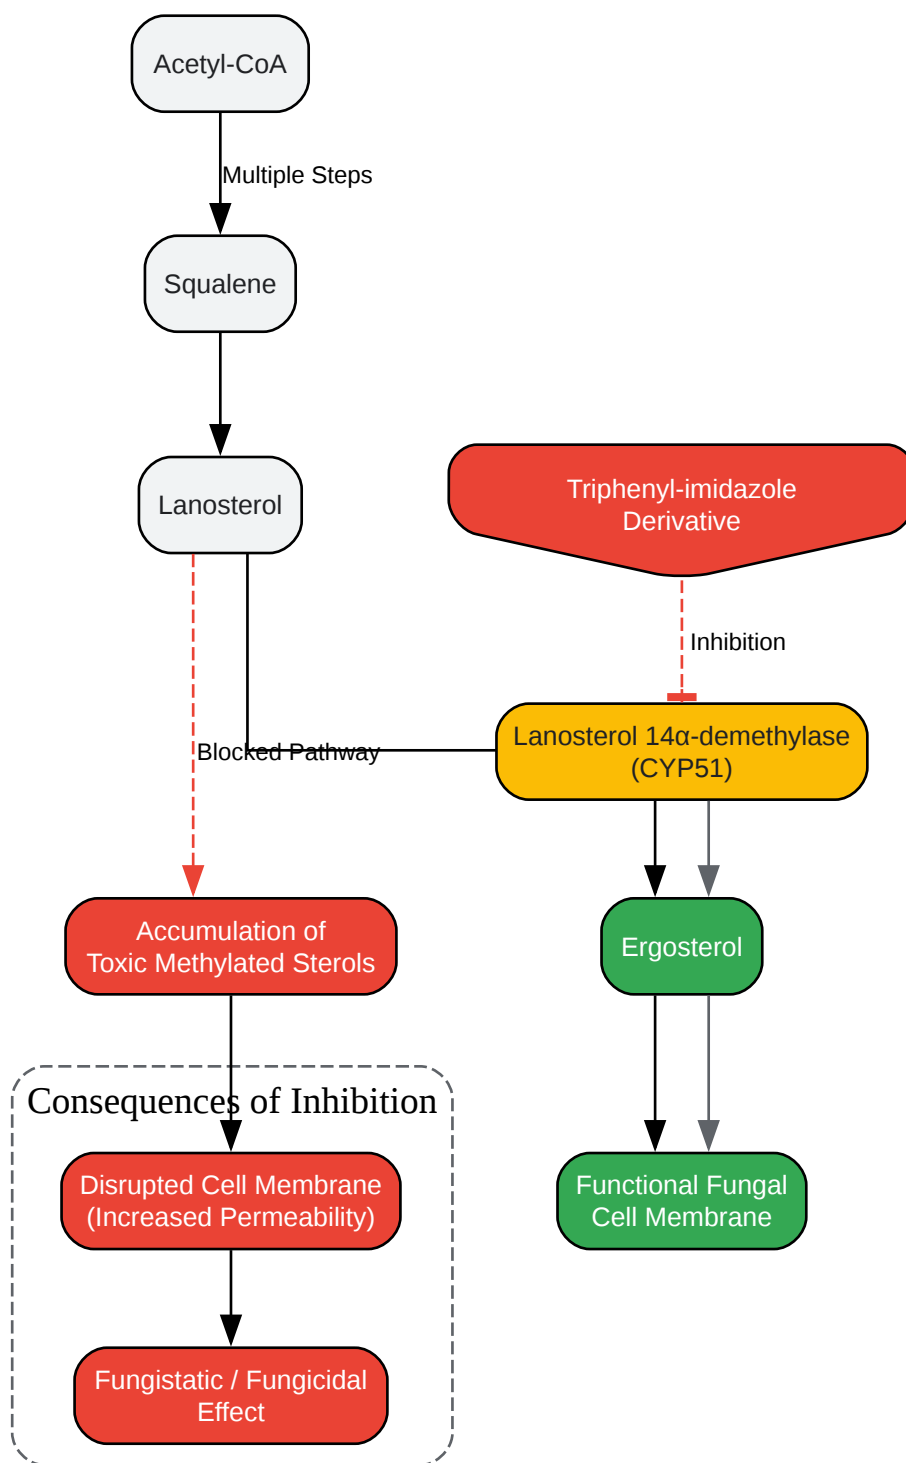 Acetyl-CoA
Multiple Steps
Squalene
Lanosterol
Triphenyl-imidazole
Derivative
Inhibition
Blocked Pathway
Lanosterol 14α-demethylase
(CYP51)
Accumulation of
Toxic Methylated Sterols
Ergosterol
Consequences of Inhibition
Disrupted Cell Membrane
(Increased Permeability)
Functional Fungal
Cell Membrane
Fungistatic / Fungicidal
Effect